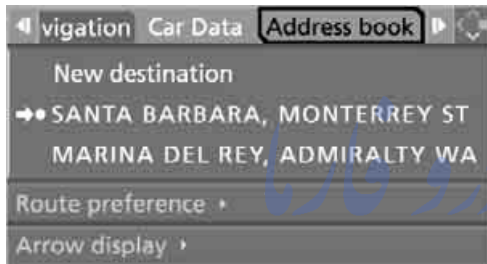 vigation Car Data Address book
New destination
SANTA BARBARA, MONTERREY ST
MARINA DEL REY, ADMIRALTY WA
Route preference
Arrow display